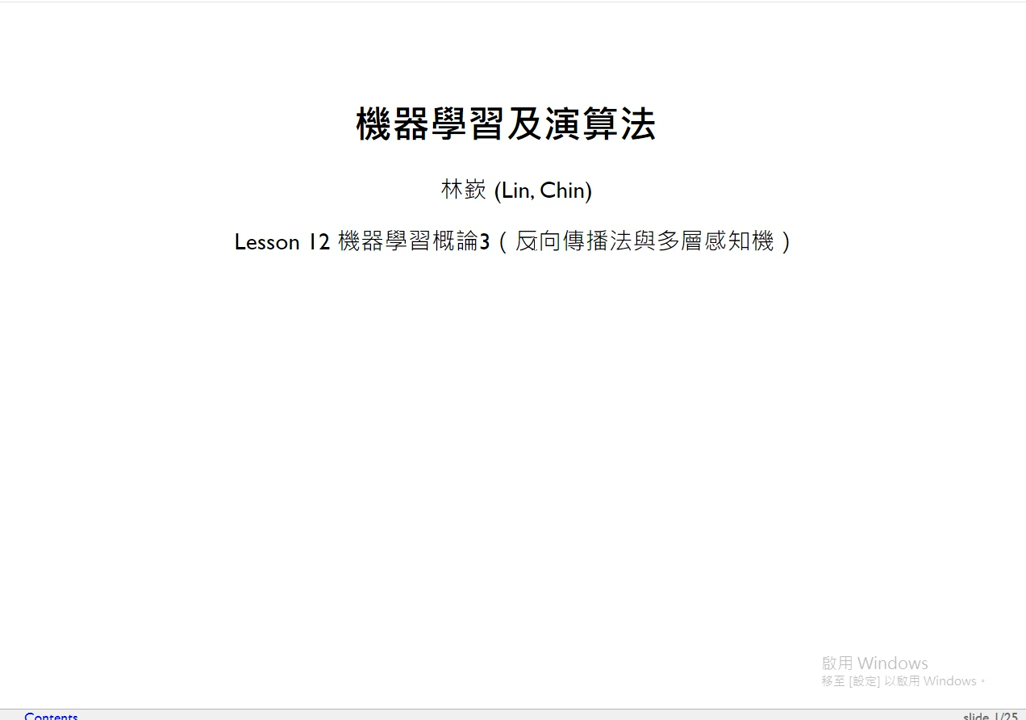 機器學習及演算法
林嶔 (Lin, Chin)
Lesson 12 機器學習概論3（反向傳播法與多層感知機）
啟用 Windows
移至 [設定] 以啟用 Windows。
Contents
slide 1/25